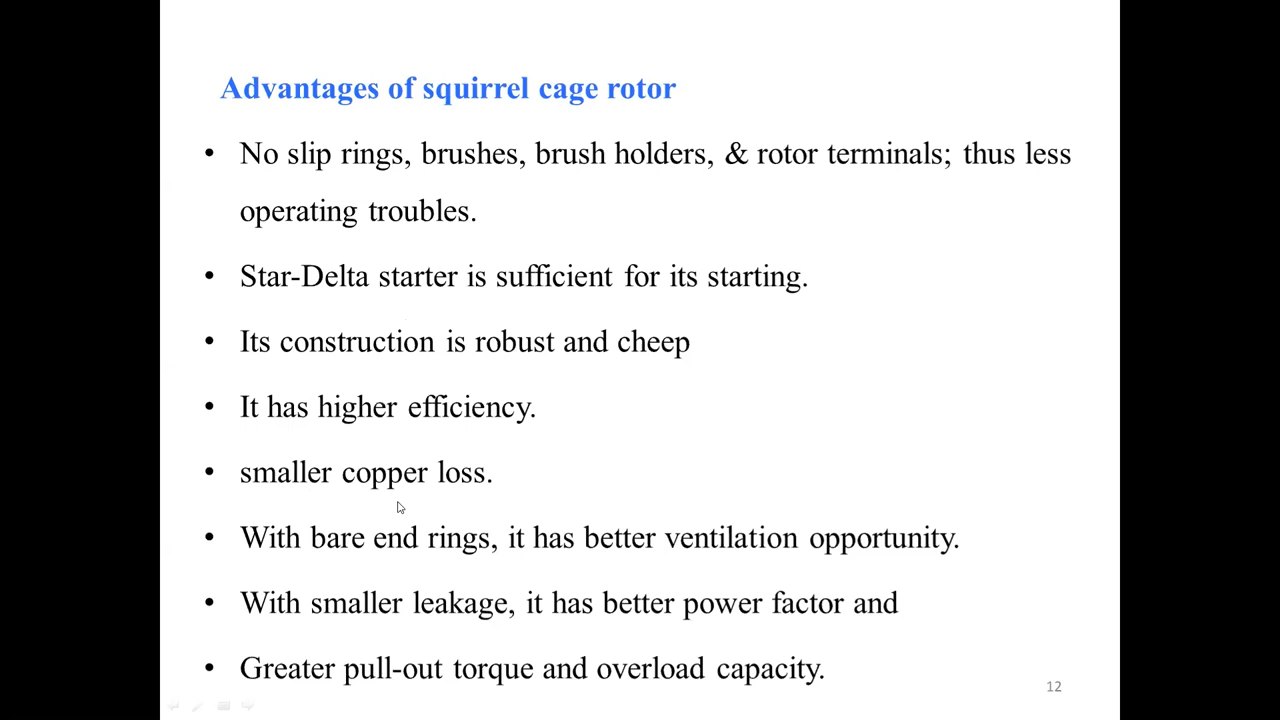 Advantages of squirrel cage rotor
• No slip rings, brushes, brush holders, & rotor terminals; thus less
operating troubles.
• Star-Delta starter is sufficient for its starting.
• Its construction is robust and cheep
• It has higher efficiency.
• smaller copper loss.
• With bare end rings, it has better ventilation opportunity.
• With smaller leakage, it has better power factor and
• Greater pull-out torque and overload capacity.
12